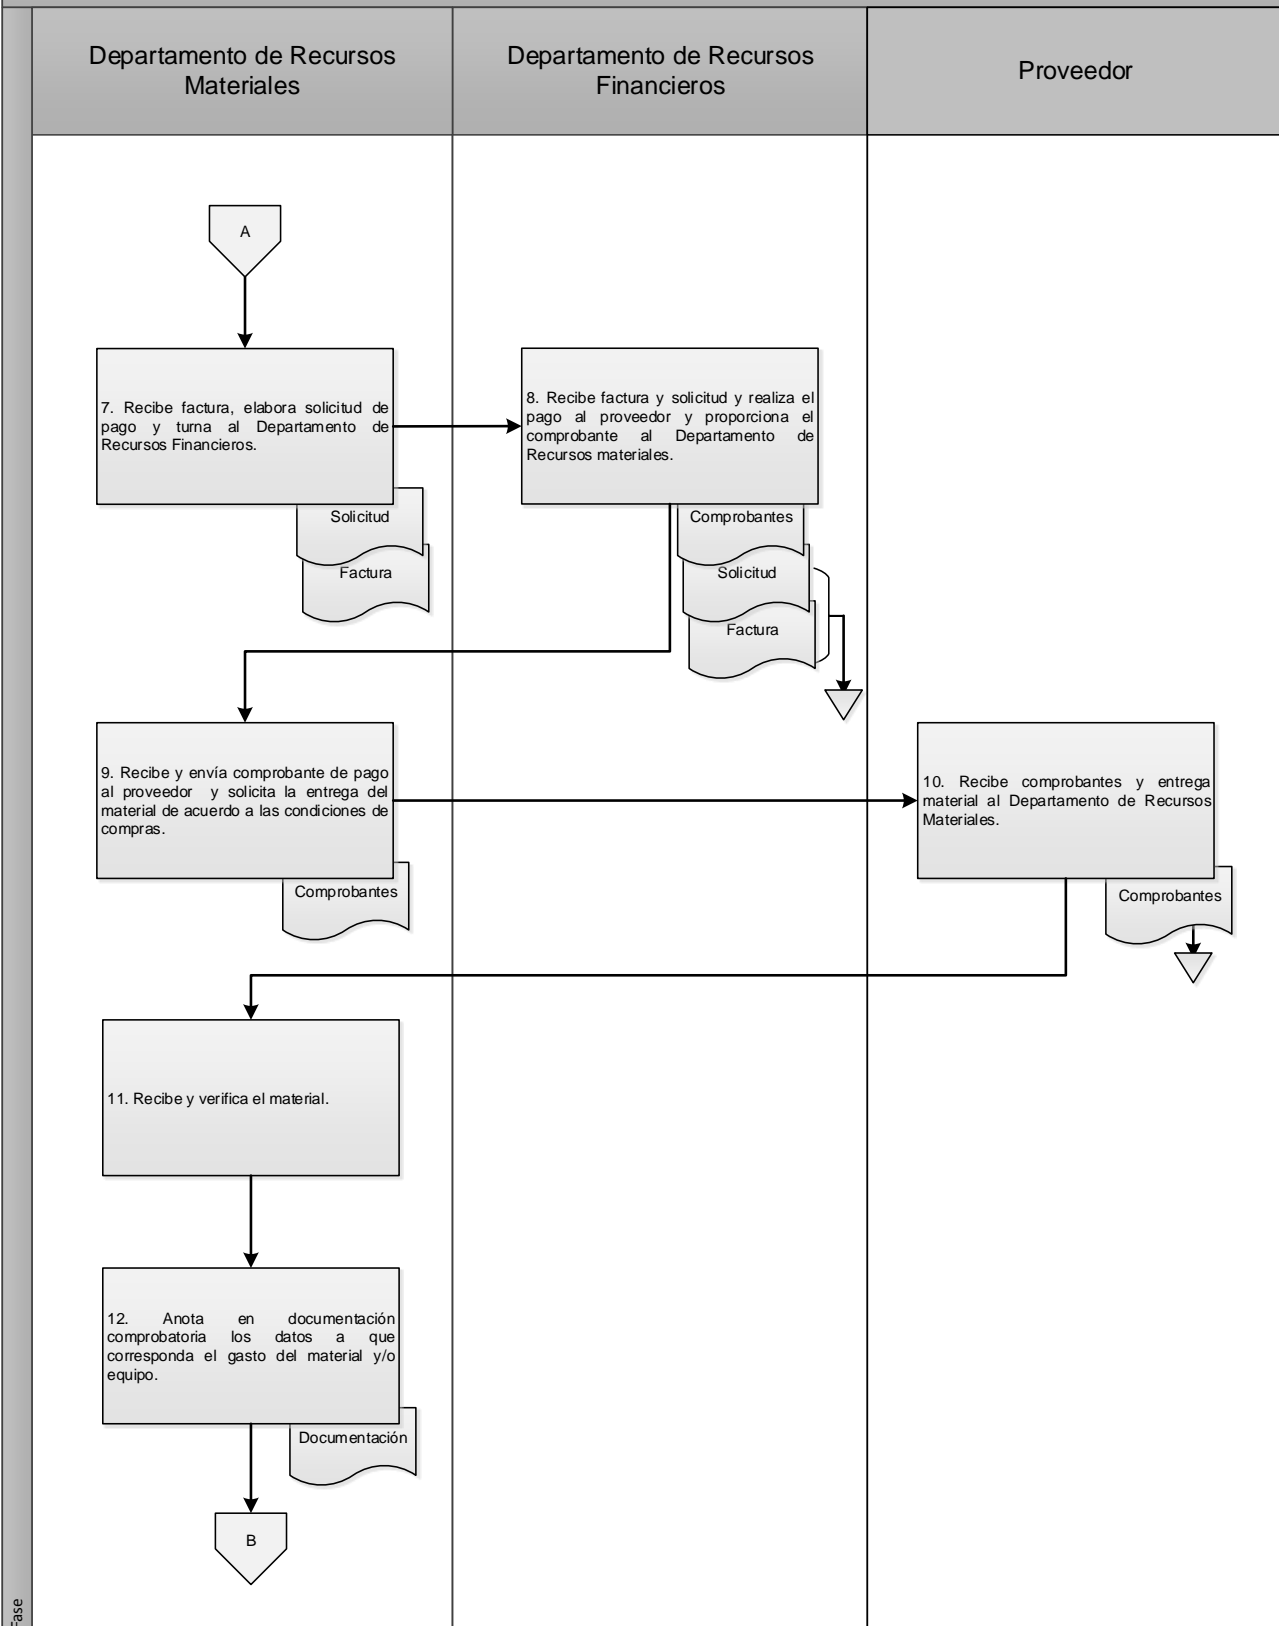 Departamento de Recursos
Materiales
Departamento de Recursos
Financieros
Proveedor
A
7. Recibe factura, elabora solicitud de
pago y turna al Departamento de
Recursos Financieros.
Solicitud
Factura
8. Recibe factura y solicitud y realiza el
pago al proveedor y proporciona el
comprobante al Departamento de
Recursos materiales.
Comprobantes
Solicitud
Factura
9. Recibe y envía comprobante de pago
al proveedor y solicita la entrega del
material de acuerdo a las condiciones de
compras.
Comprobantes
10. Recibe comprobantes y entrega
material al Departamento de Recursos
Materiales.
Comprobantes
11. Recibe y verifica el material.
12. Anota en documentación
comprobatoria los datos a que
corresponda el gasto del material y/o
equipo.
Documentación
B
Fase